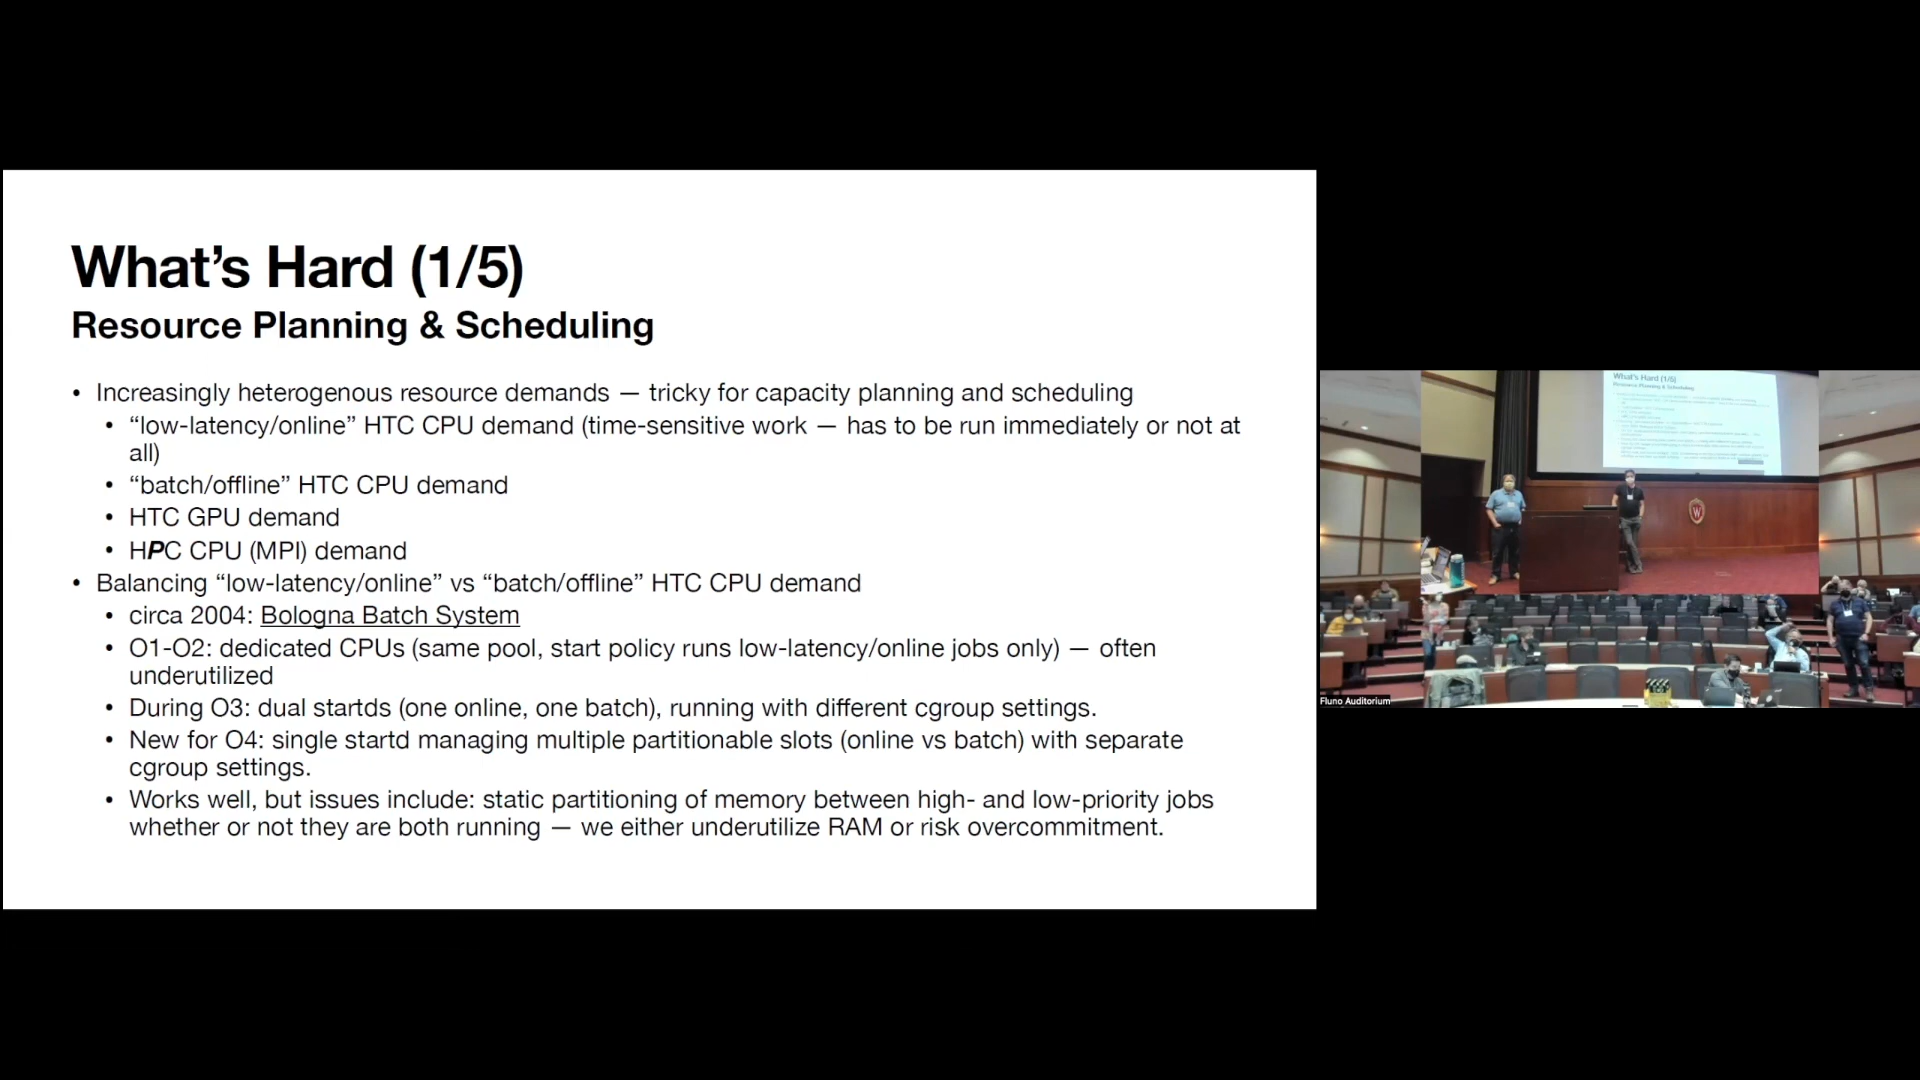 What's Hard (1/5)
Resource Planning & Scheduling
• Increasingly heterogenous resource demands — tricky for capacity planning and scheduling
• “low-latency/online” HTC CPU demand (time-sensitive work — has to be run immediately or not at
all)
• “batch/offline” HTC CPU demand
• HTC GPU demand
• HPC CPU (MPI) demand
• Balancing “low-latency/online” vs “batch/offline” HTC CPU demand
• circa 2004: Bologna Batch System
• O1-O2: dedicated CPUs (same pool, start policy runs low-latency/online jobs only) — often
underutilized
• During O3: dual startds (one online, one batch), running with different cgroup settings.
• New for O4: single startd managing multiple partitionable slots (online vs batch) with separate
cgroup settings.
• Works well, but issues include: static partitioning of memory between high- and low-priority jobs
whether or not they are both running — we either underutilize RAM or risk overcommitment.
What's Hard (1/5)
Resource Planning & Scheduling
W
Fluno Auditorium